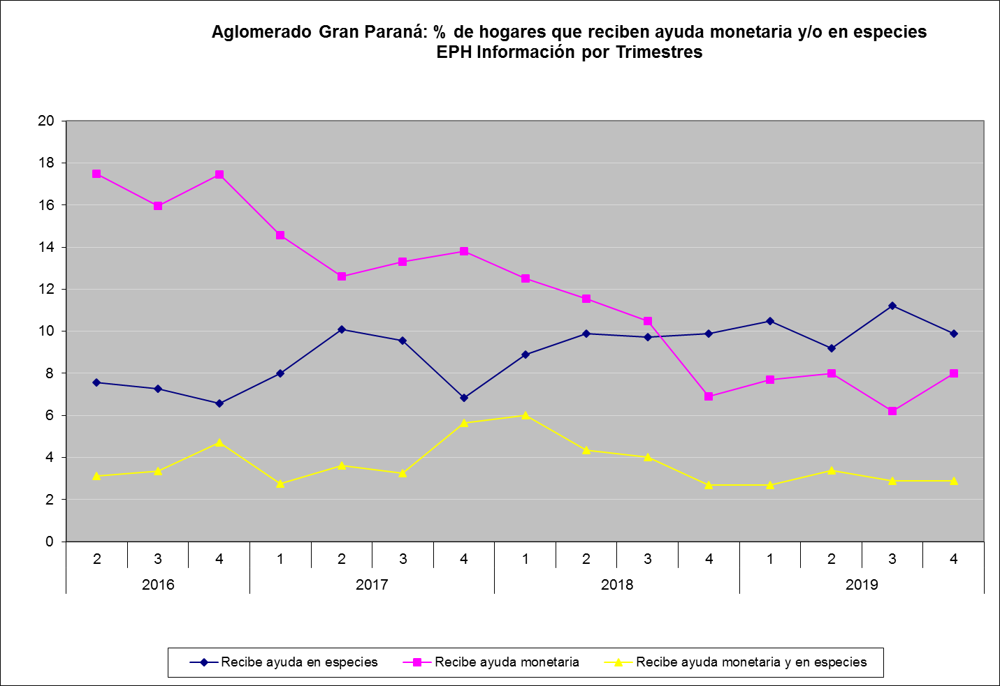 Aglomerado Gran Paraná: % de hogares que reciben ayuda monetaria y/o en especies
EPH Información por Trimestres
20
18
16
14
12
10
8
6
4
2
0
2 3 4 1 2 3 4 1 2 3 4 1 2 3 4
2016 2017 2018 2019
Recibe ayuda en especies Recibe ayuda monetaria Recibe ayuda monetaria y en especies